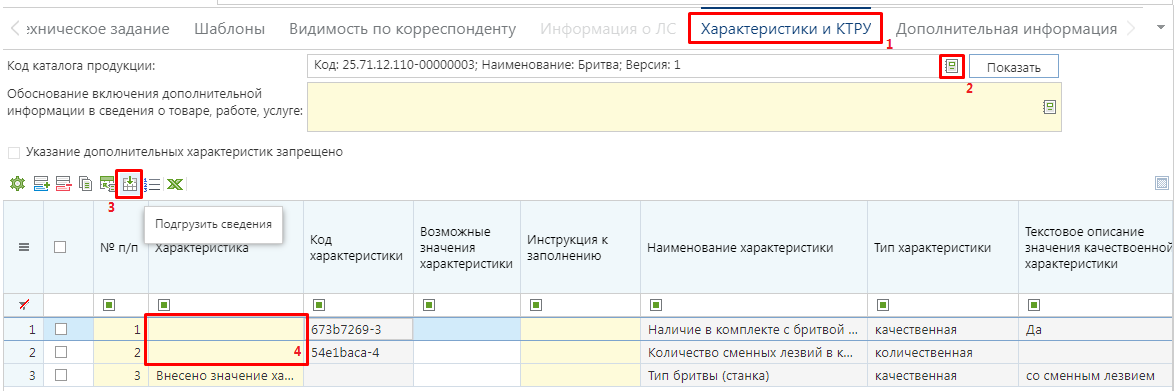 ехническое задание Шаблоны Видимость по корреспонденту Информация о ЛС Характеристики и КТРУ Дополнительная информация
1
Код каталога продукции: Код: 25.71.12.110-00000003; Наименование: Бритва; Версия: 1 Показать
2
Обоснование включения дополнительной
информации в сведения о товаре, работе, услуге:
Указание дополнительных характеристик запрещено
3
Подгрузить сведения
№ п/п Характеристика Код характеристики Возможные значения характеристики Инструкция к заполнению Наименование характеристики Тип характеристики Текстовое описание значения качествоенной характеристики
1 1 673b7269-3 Наличие в комплекте с бритвой ... качественная Да
2 2 4 54e1baca-4 Количество сменных лезвий в к... количественная
3 3 Внесено значение ха... Тип бритвы (станка) качественная со сменным лезвием